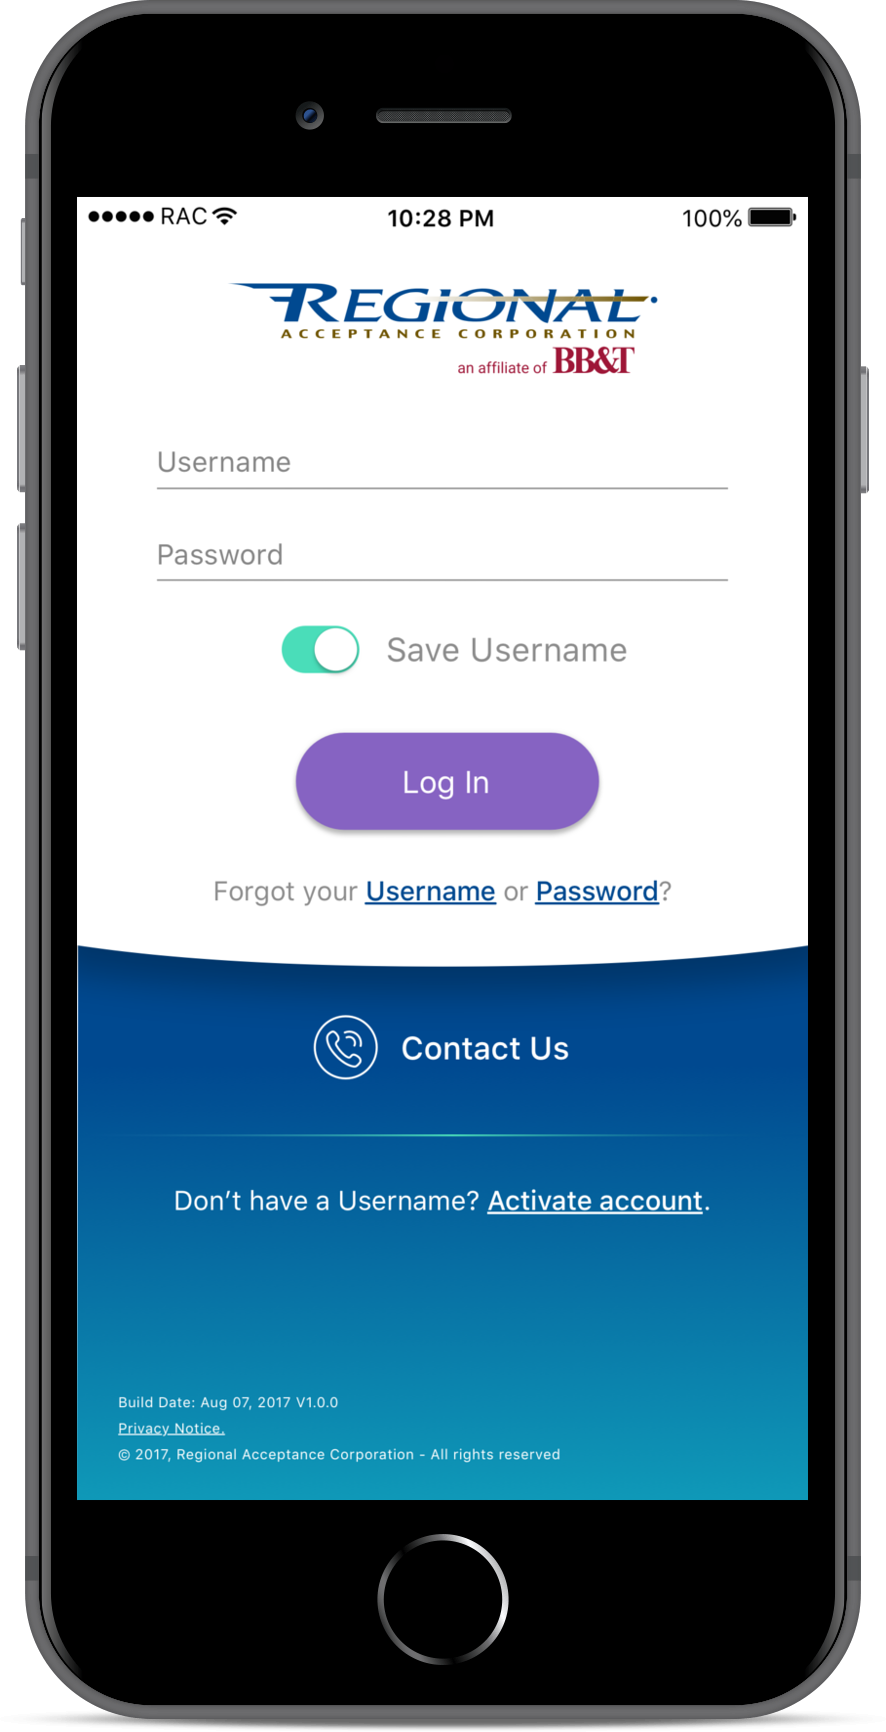 RAC 10:28 PM 100%
REGIONAL
ACCEPTANCE CORPORATION
an affiliate of BB&T
Username
Password
Save Username
Log In
Forgot your Username or Password?
Contact Us
Don’t have a Username? Activate account.
Build Date: Aug 07, 2017 V1.0.0
Privacy Notice.
© 2017, Regional Acceptance Corporation - All rights reserved